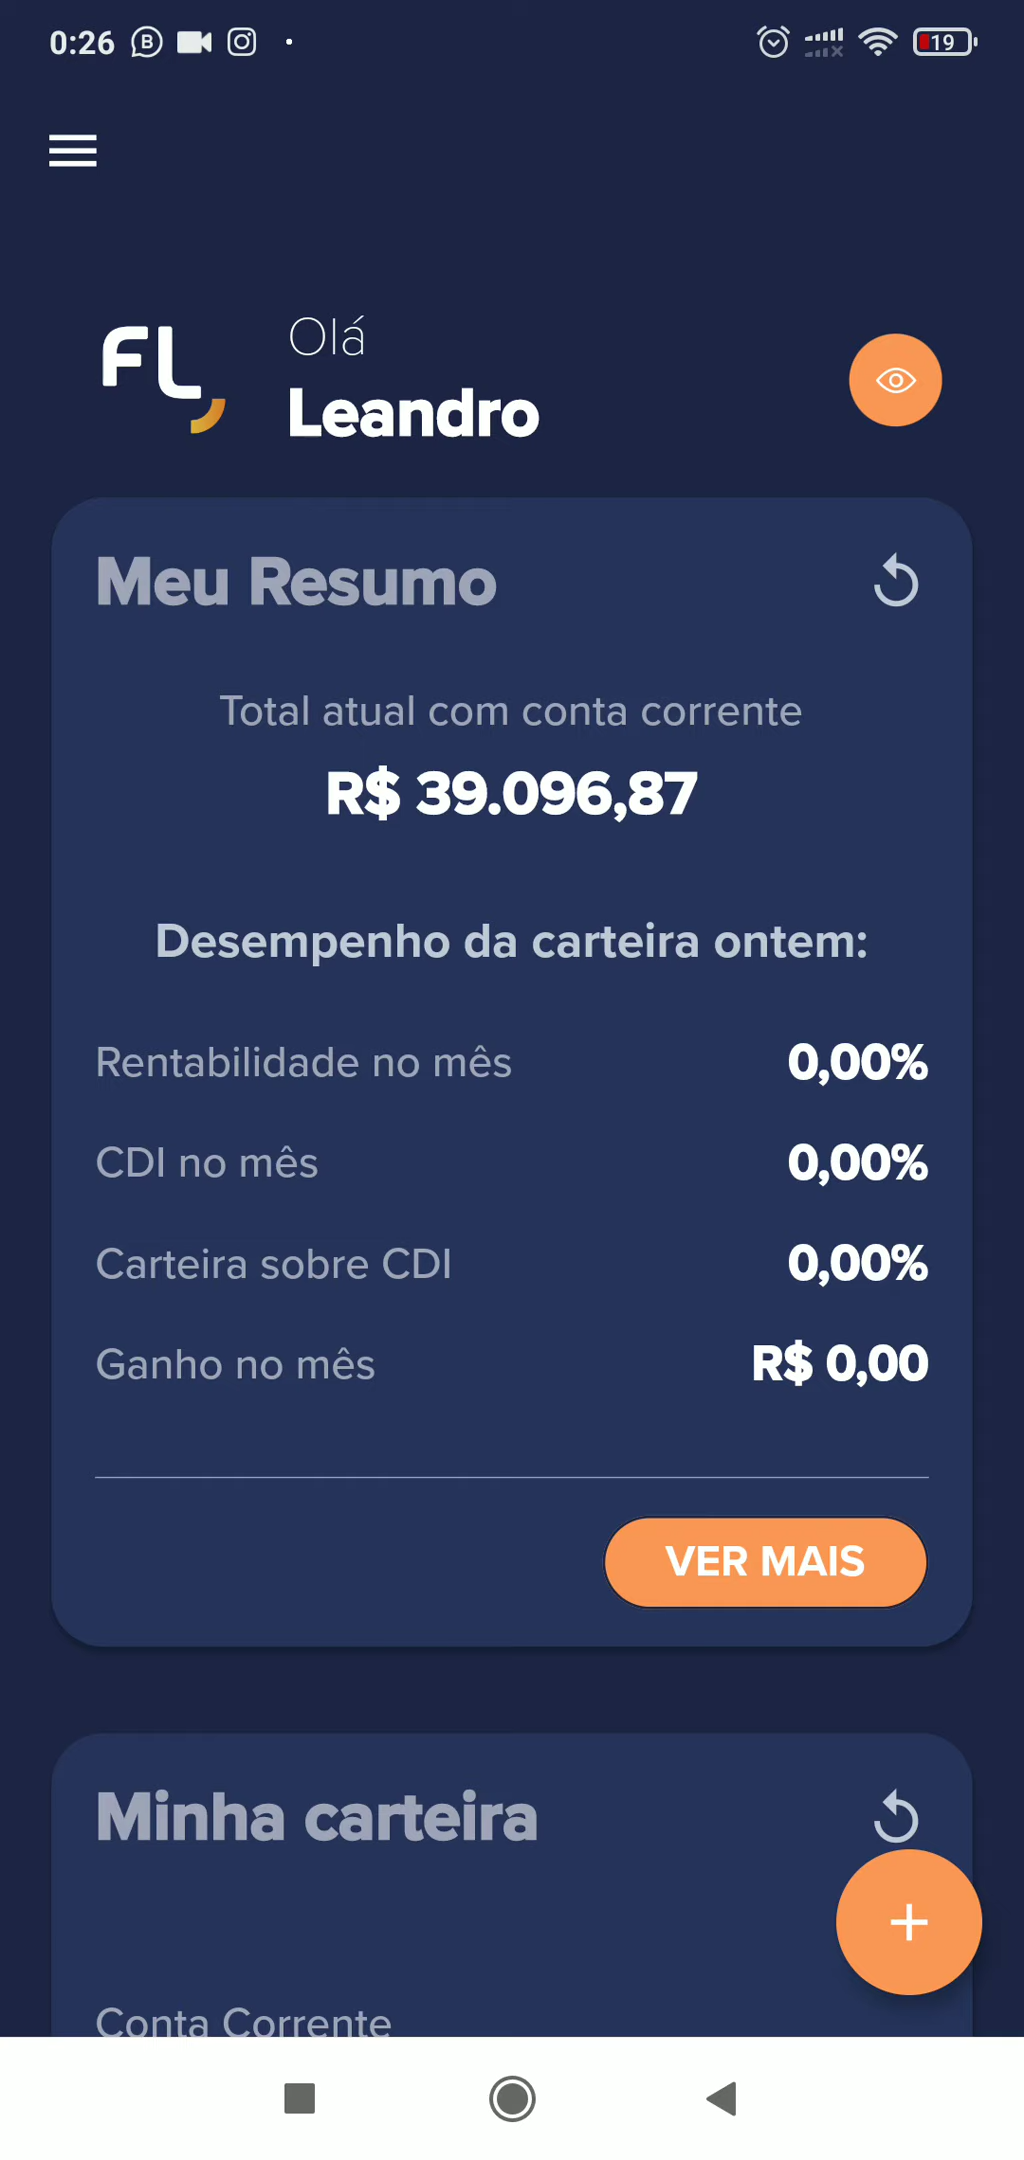 0:26
19
FL
Olá
Leandro
Meu Resumo
Total atual com conta corrente
R$ 39.096,87
Desempenho da carteira ontem:
Rentabilidade no mês 0,00%
CDI no mês 0,00%
Carteira sobre CDI 0,00%
Ganho no mês R$ 0,00
VER MAIS
Minha carteira
Conta Corrente